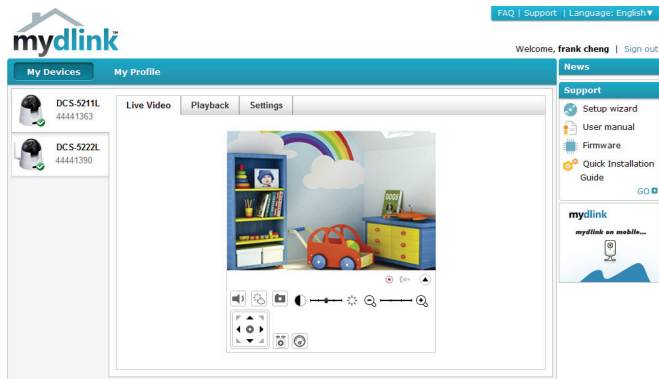 FAQ | Support | Language: English▼
mydlink
Welcome, frank cheng | Sign out
My Devices
My Profile
DCS-5211L
44441363
DCS-5222L
44441390
Live Video
Playback
Settings
DOGS
News
Support
Setup wizard
User manual
Firmware
Quick Installation
Guide
GO
mydlink
mydlink on mobile...